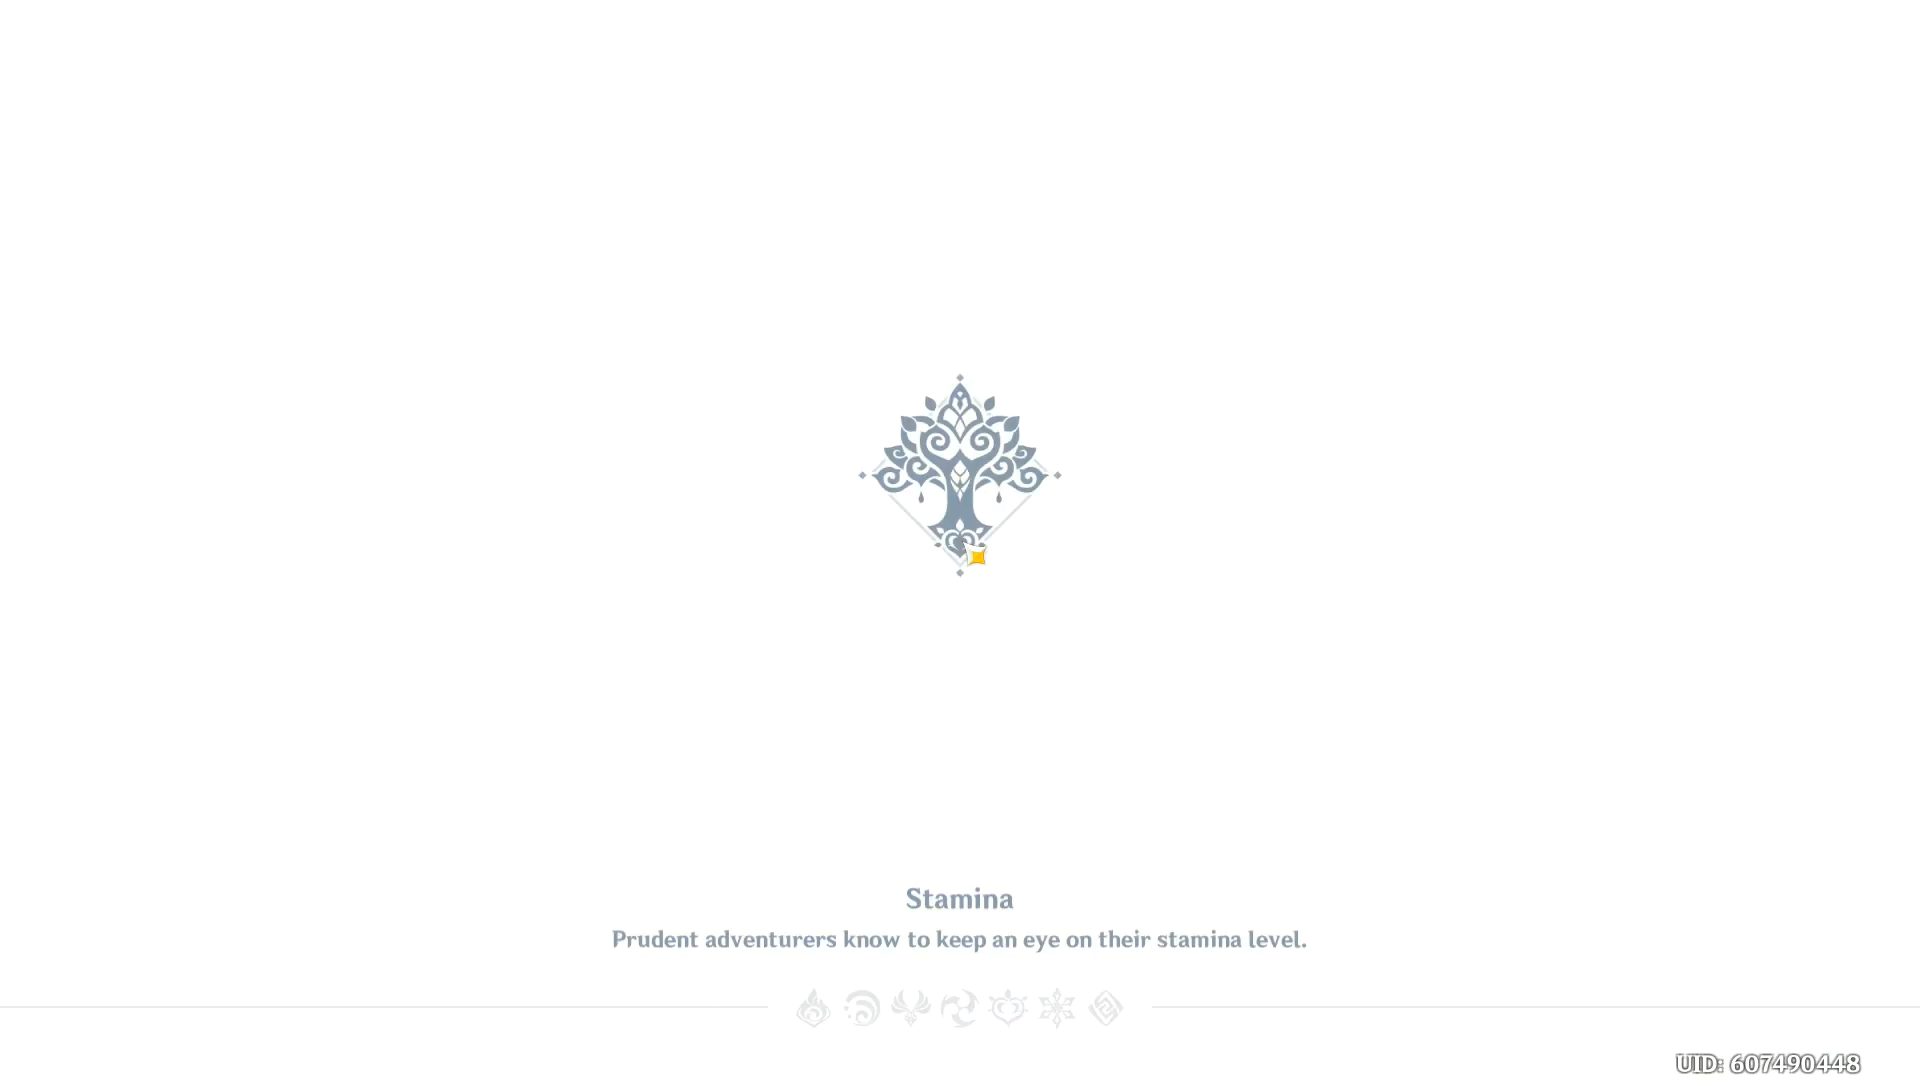 Stamina
Prudent adventurers know to keep an eye on their stamina level.
UID: 607490448